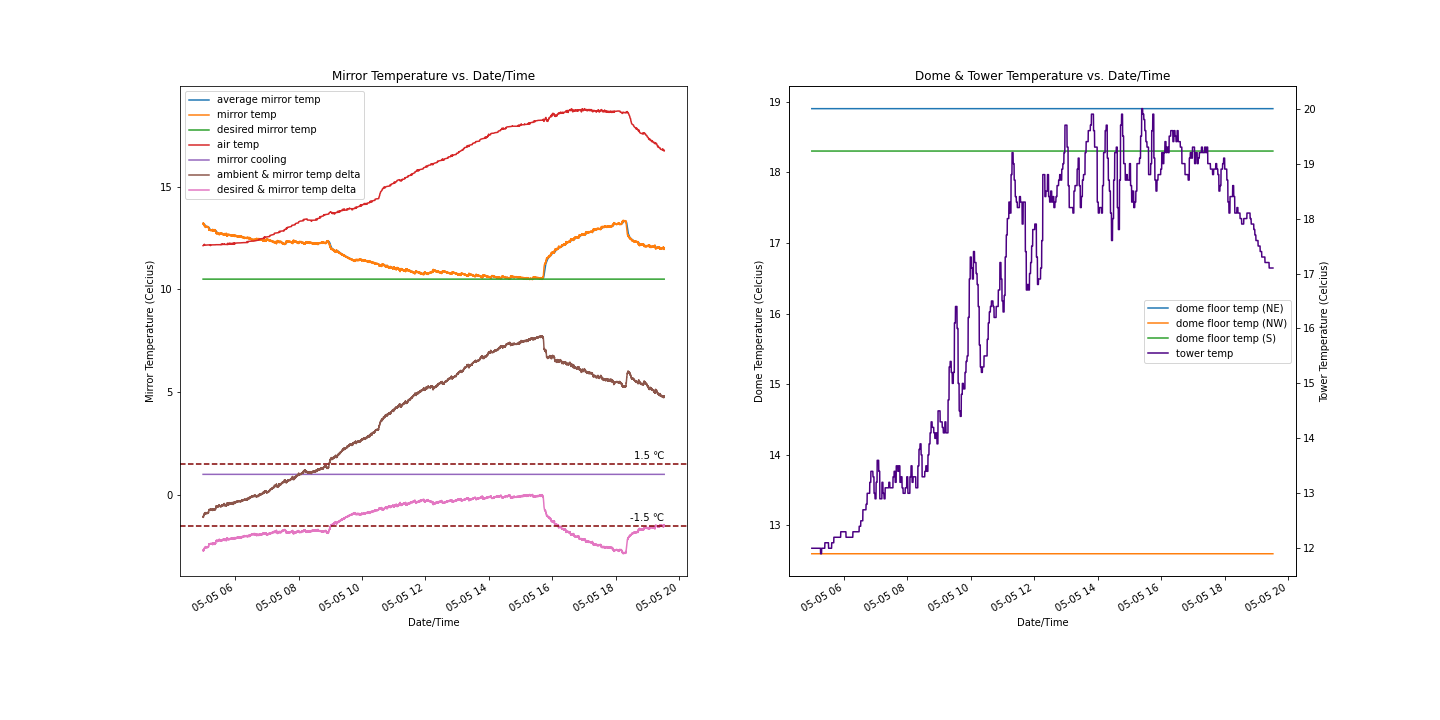 Mirror Temperature vs. Date/Time
average mirror temp
mirror temp
desired mirror temp
air temp
mirror cooling
ambient & mirror temp delta
desired & mirror temp delta
Mirror Temperature (Celcius)
15
10
5
0
1.5 °C
-1.5 °C
05-05 06
05-05 08
05-05 10
05-05 12
05-05 14
05-05 16
05-05 18
05-05 20
Date/Time
Dome & Tower Temperature vs. Date/Time
Dome Temperature (Celcius)
19
18
17
16
15
14
13
dome floor temp (NE)
dome floor temp (NW)
dome floor temp (S)
tower temp
20
19
18
17
16
15
14
13
12
Tower Temperature (Celcius)
05-05 06
05-05 08
05-05 10
05-05 12
05-05 14
05-05 16
05-05 18
05-05 20
Date/Time